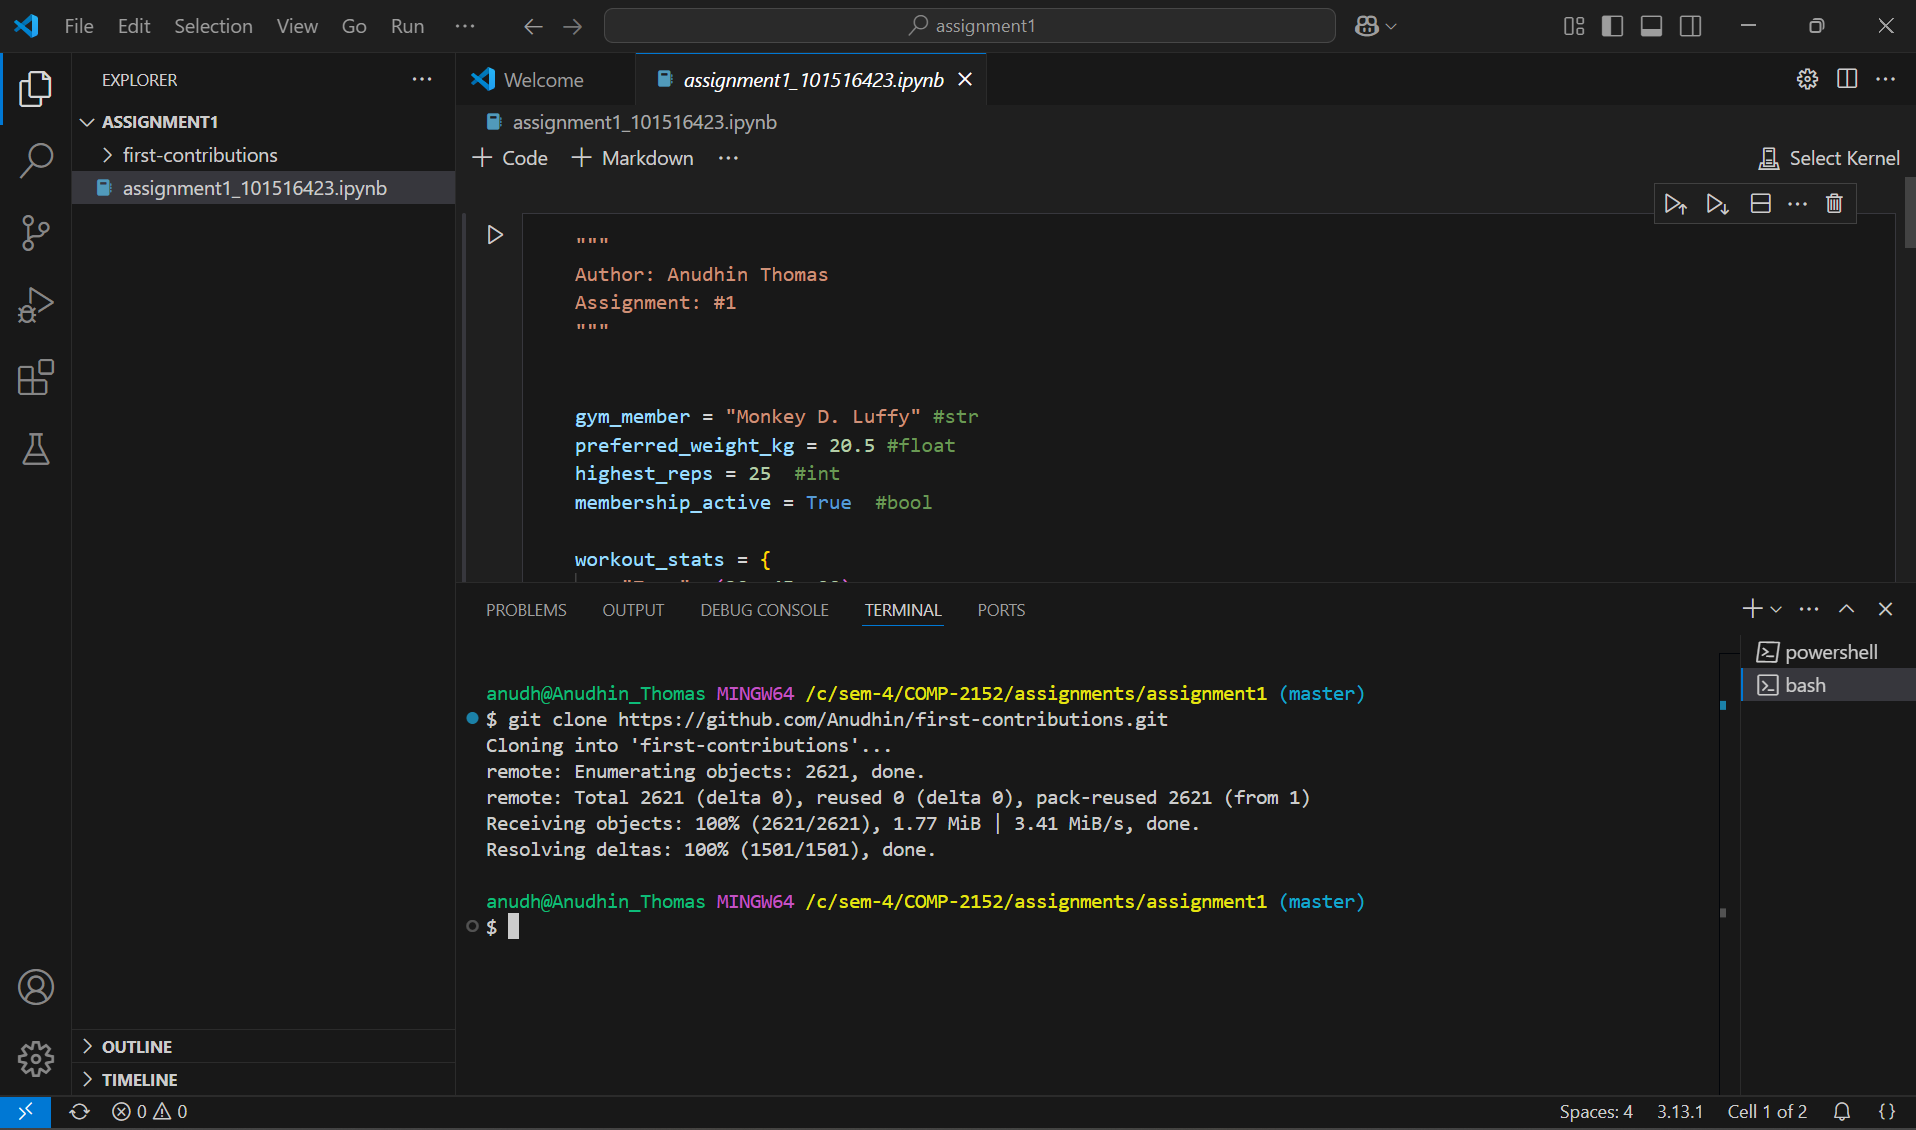 File Edit Selection View Go Run ···
assignment1
EXPLORER
ASSIGNMENT1
first-contributions
assignment1_101516423.ipynb
Welcome
assignment1_101516423.ipynb
assignment1_101516423.ipynb
+ Code + Markdown ···
Select Kernel
"""
Author: Anudhin Thomas
Assignment: #1
"""
gym_member = "Monkey D. Luffy" #str
preferred_weight_kg = 20.5 #float
highest_reps = 25 #int
membership_active = True #bool
workout_stats = {
PROBLEMS OUTPUT DEBUG CONSOLE TERMINAL PORTS
powershell
bash
anudh@Anudhin_Thomas MINGW64 /c/sem-4/COMP-2152/assignments/assignment1 (master)
$ git clone https://github.com/Anudhin/first-contributions.git
Cloning into 'first-contributions'...
remote: Enumerating objects: 2621, done.
remote: Total 2621 (delta 0), reused 0 (delta 0), pack-reused 2621 (from 1)
Receiving objects: 100% (2621/2621), 1.77 MiB | 3.41 MiB/s, done.
Resolving deltas: 100% (1501/1501), done.
anudh@Anudhin_Thomas MINGW64 /c/sem-4/COMP-2152/assignments/assignment1 (master)
$
OUTLINE
TIMELINE
0 0
Spaces: 4 3.13.1 Cell 1 of 2 {}